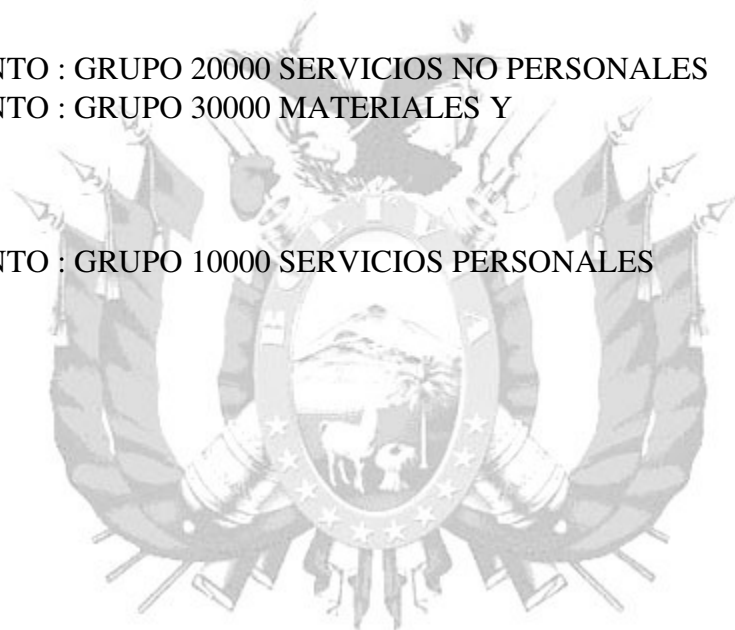 NTO : GRUPO 20000 SERVICIOS NO PERSONALES
NTO : GRUPO 30000 MATERIALES Y
NTO : GRUPO 10000 SERVICIOS PERSONALES